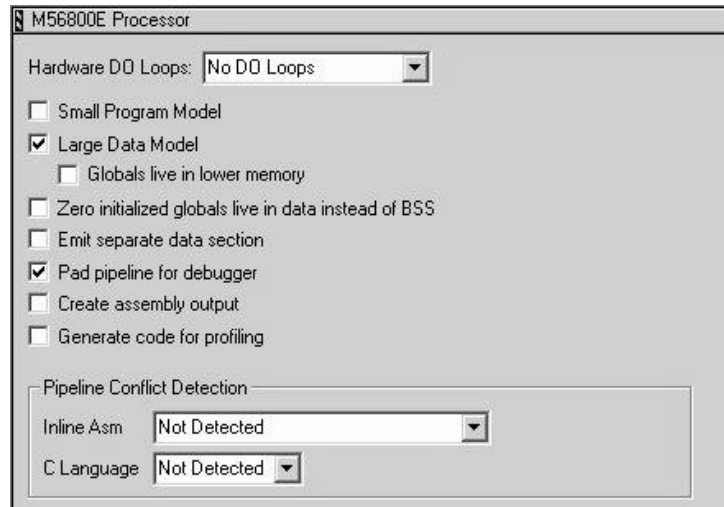 M56800E Processor
Hardware DO Loops: No DO Loops
Small Program Model
Large Data Model
Globals live in lower memory
Zero initialized globals live in data instead of BSS
Emit separate data section
Pad pipeline for debugger
Create assembly output
Generate code for profiling
Pipeline Conflict Detection
Inline Asm Not Detected
C Language Not Detected